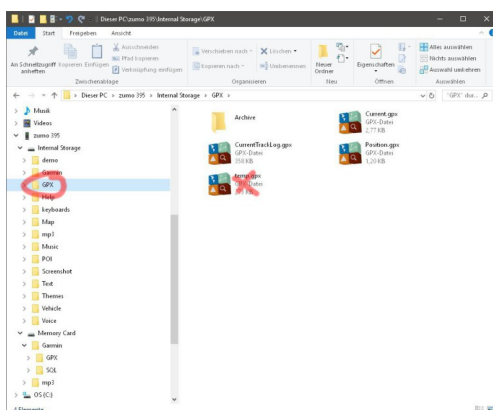 Dieser PC\zumo 395\Internal Storage\GPX
Datei Start Freigeben Ansicht
An Schnellzugriff anheften
Kopieren
Einfügen
Ausschneiden
Pfad kopieren
Verknüpfung einfügen
Zwischenablage
Verschieben nach
Kopieren nach
Löschen
Umbenennen
Organisieren
Neuer Ordner
Neu
Eigenschaften
Öffnen
Alles auswählen
Nichts auswählen
Auswahl umkehren
Auswählen
Dieser PC > zumo 395 > Internal Storage > GPX >
"GPX" dur...
Musik
Videos
zumo 395
Internal Storage
demo
Garmin
GPX
Help
keyboards
Map
mp3
Music
POI
Screenshot
Text
Themes
Vehicle
Voice
Memory Card
Garmin
GPX
SQL
mp3
OS (C:)
Archive
Current.gpx
GPX-Datei
2,77 KB
CurrentTrackLog.gpx
GPX-Datei
Position.gpx
GPX-Datei
1,20 KB
temp.gpx
GPX-Datei